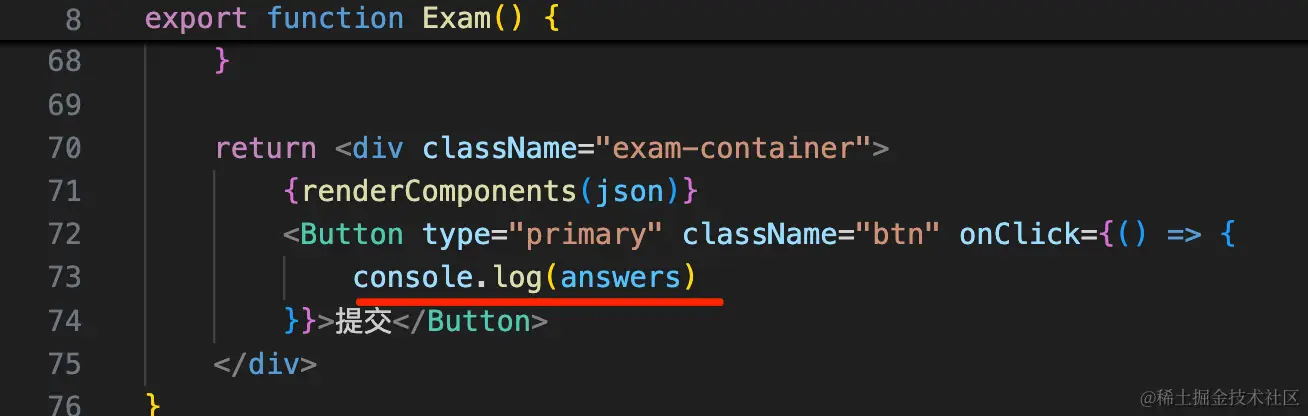 8 export function Exam() {
68 }
69
70 return <div className="exam-container">
71 {renderComponents(json)}
72 <Button type="primary" className="btn" onClick={() => {
73 console.log(answers)
74 }}>提交</Button>
75 </div>
76 }
@稀土掘金技术社区